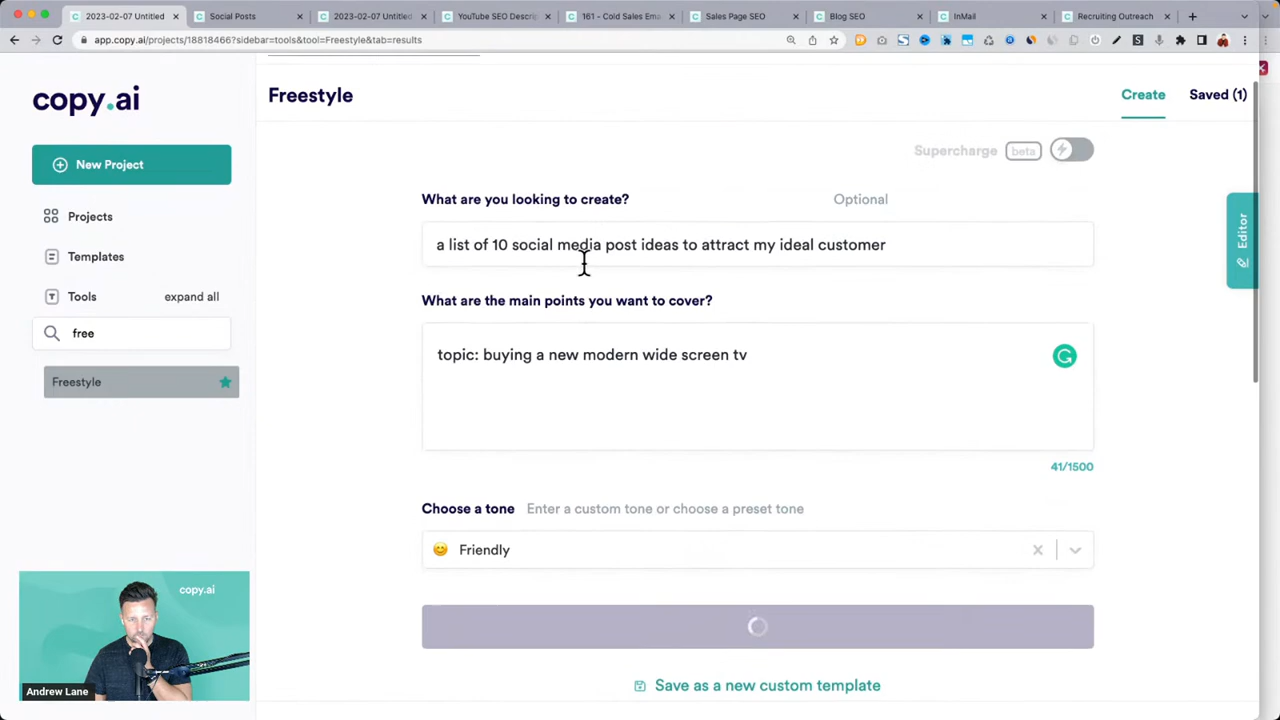 2023-02-07 Untitled
Social Posts
2023-02-07 Untitled
YouTube SEO Descrip
161 - Cold Sales Ema
Sales Page SEO
Blog SEO
InMail
Recruiting Outreach
app.copy.ai/projects/18818466?sidebar=tools&tool=Freestyle&tab=results
copy.ai
Freestyle
Create
Saved (1)
New Project
Supercharge beta
Projects
What are you looking to create?
Optional
a list of 10 social media post ideas to attract my ideal customer
Editor
Templates
Tools
expand all
What are the main points you want to cover?
free
topic: buying a new modern wide screen tv
Freestyle
41/1500
Choose a tone
Enter a custom tone or choose a preset tone
Friendly
copy.ai
Save as a new custom template
Andrew Lane